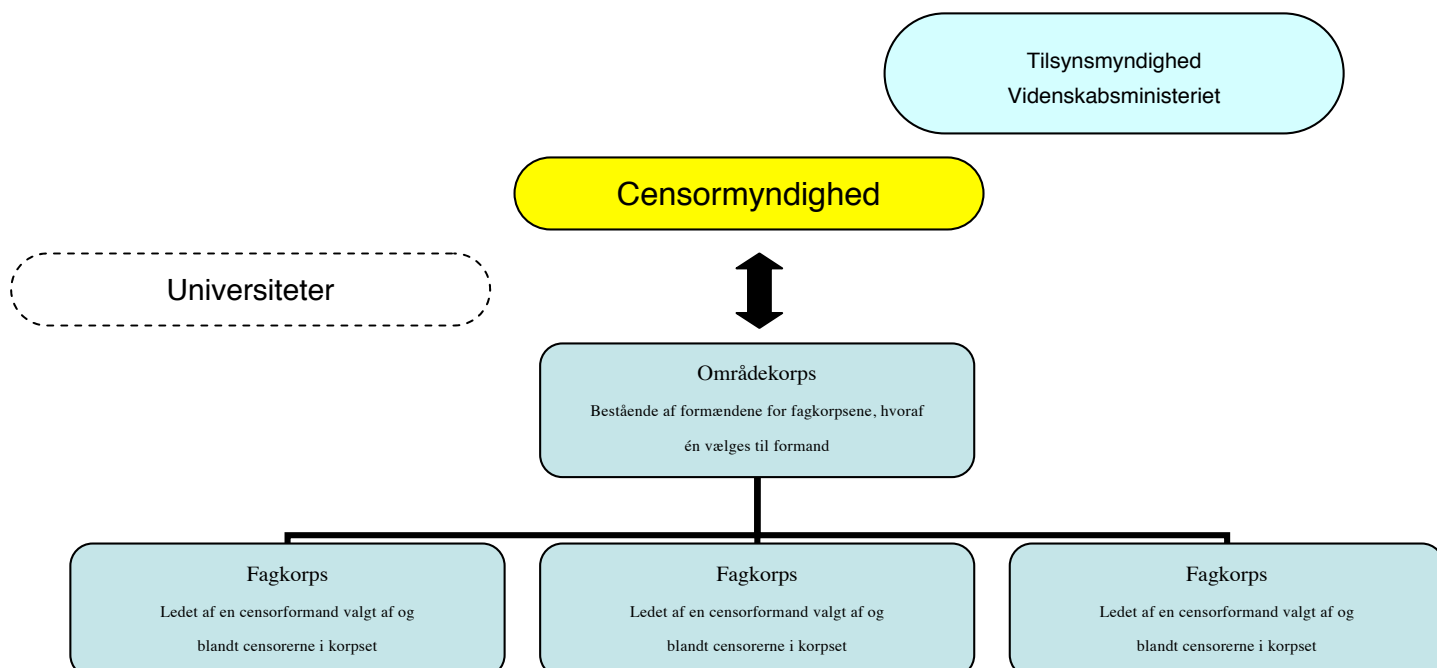 Tilsynsmyndighed
Videnskabsministeriet
Censormyndighed
Universiteter
Områdekorps
Bestående af formændene for fagkorpsene, hvoraf
én vælges til formand
Fagkorps
Ledet af en censorformand valgt af og
blandt censorerne i korpset
Fagkorps
Ledet af en censorformand valgt af og
blandt censorerne i korpset
Fagkorps
Ledet af en censorformand valgt af og
blandt censorerne i korpset